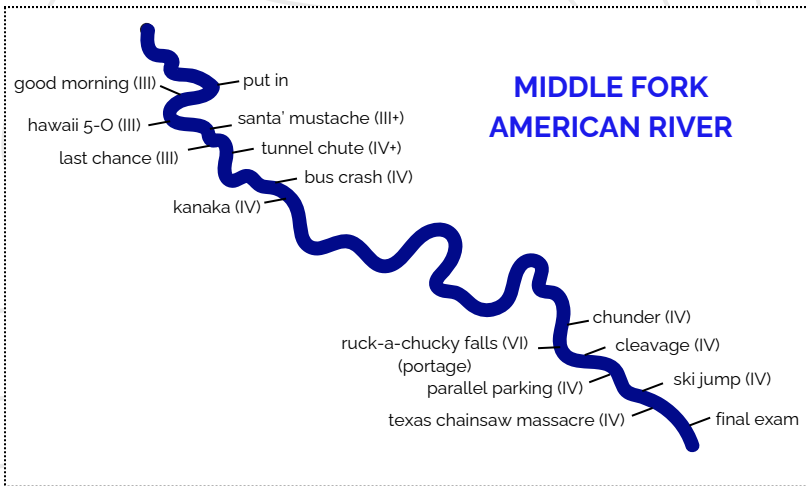 MIDDLE FORK
AMERICAN RIVER
put in
good morning (III)
hawaii 5-O (III)
santa' mustache (III+)
last chance (III)
tunnel chute (IV+)
bus crash (IV)
kanaka (IV)
chunder (IV)
ruck-a-chucky falls (VI)
(portage)
cleavage (IV)
parallel parking (IV)
ski jump (IV)
texas chainsaw massacre (IV)
final exam